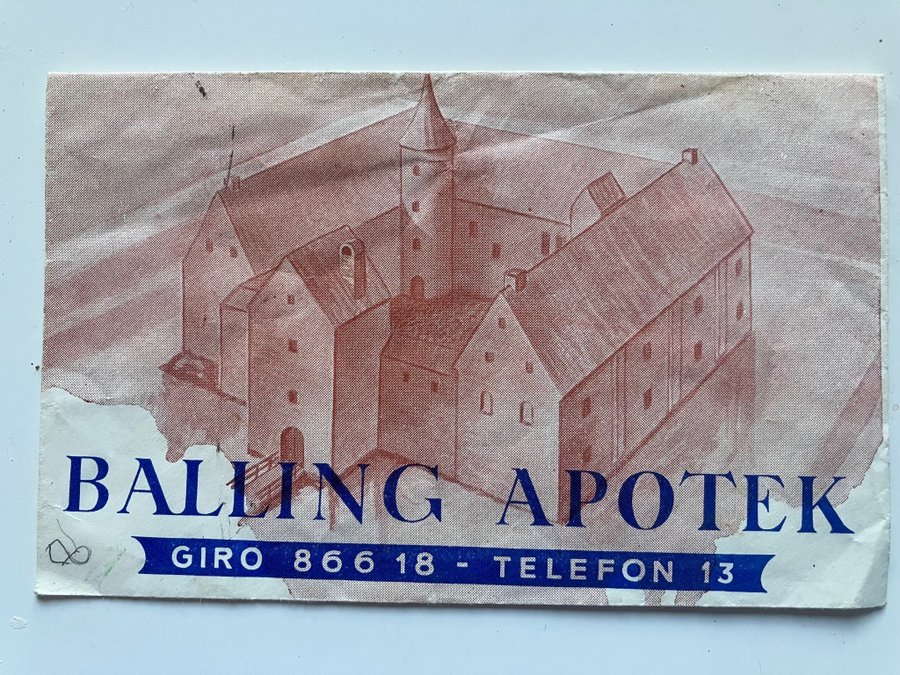 BALLING APOTEK
GIRO 866 18 - TELEFON 13